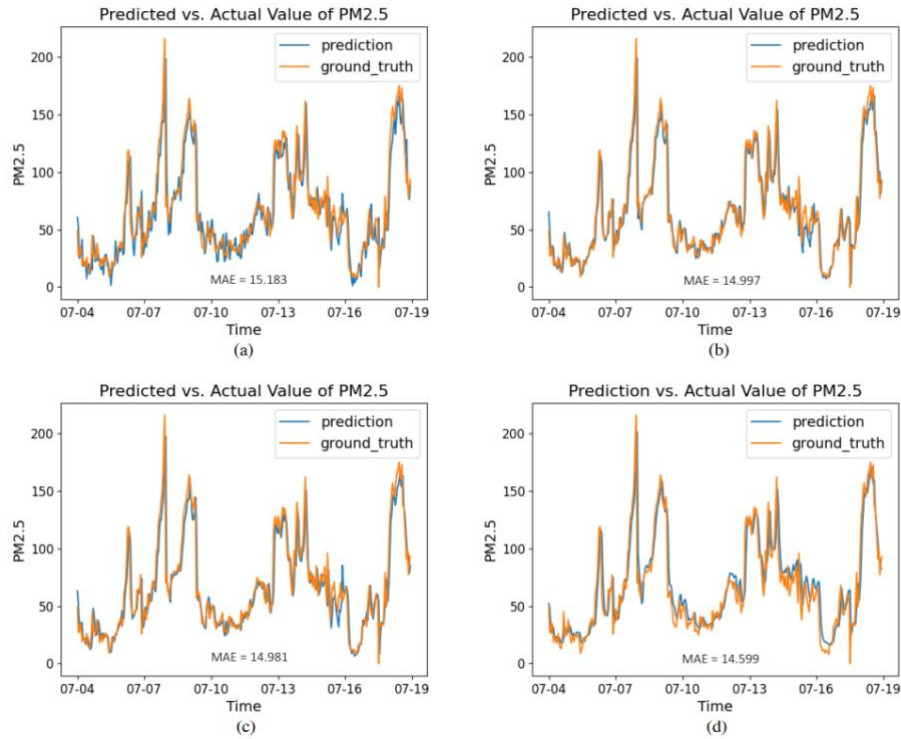 Predicted vs. Actual Value of PM2.5
prediction
ground_truth
200
150
100
50
0
PM2.5
MAE = 15.183
07-04 07-07 07-10 07-13 07-16 07-19
Time
(a)
Predicted vs. Actual Value of PM2.5
prediction
ground_truth
200
150
100
50
0
PM2.5
MAE = 14.997
07-04 07-07 07-10 07-13 07-16 07-19
Time
(b)
Predicted vs. Actual Value of PM2.5
prediction
ground_truth
200
150
100
50
0
PM2.5
MAE = 14.981
07-04 07-07 07-10 07-13 07-16 07-19
Time
(c)
Prediction vs. Actual Value of PM2.5
prediction
ground_truth
200
150
100
50
0
PM2.5
MAE = 14.599
07-04 07-07 07-10 07-13 07-16 07-19
Time
(d)